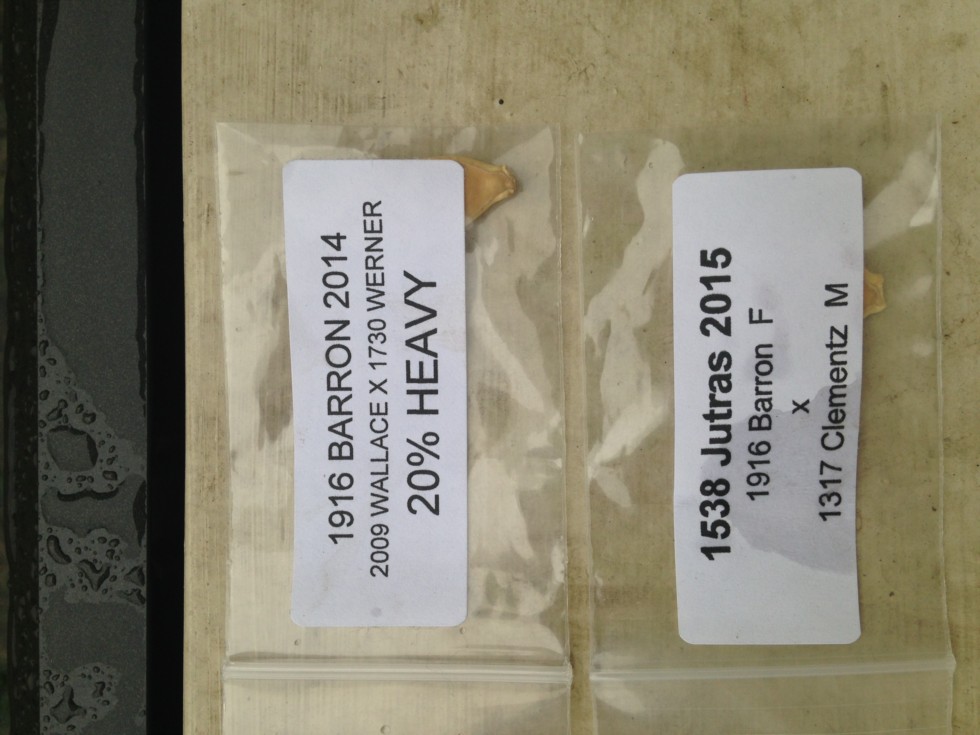 1916 BARRON 2014
2009 WALLACE X 1730 WERNER
20% HEAVY
1538 Jutras 2015
1916 Barron F
x
1317 Clementz M